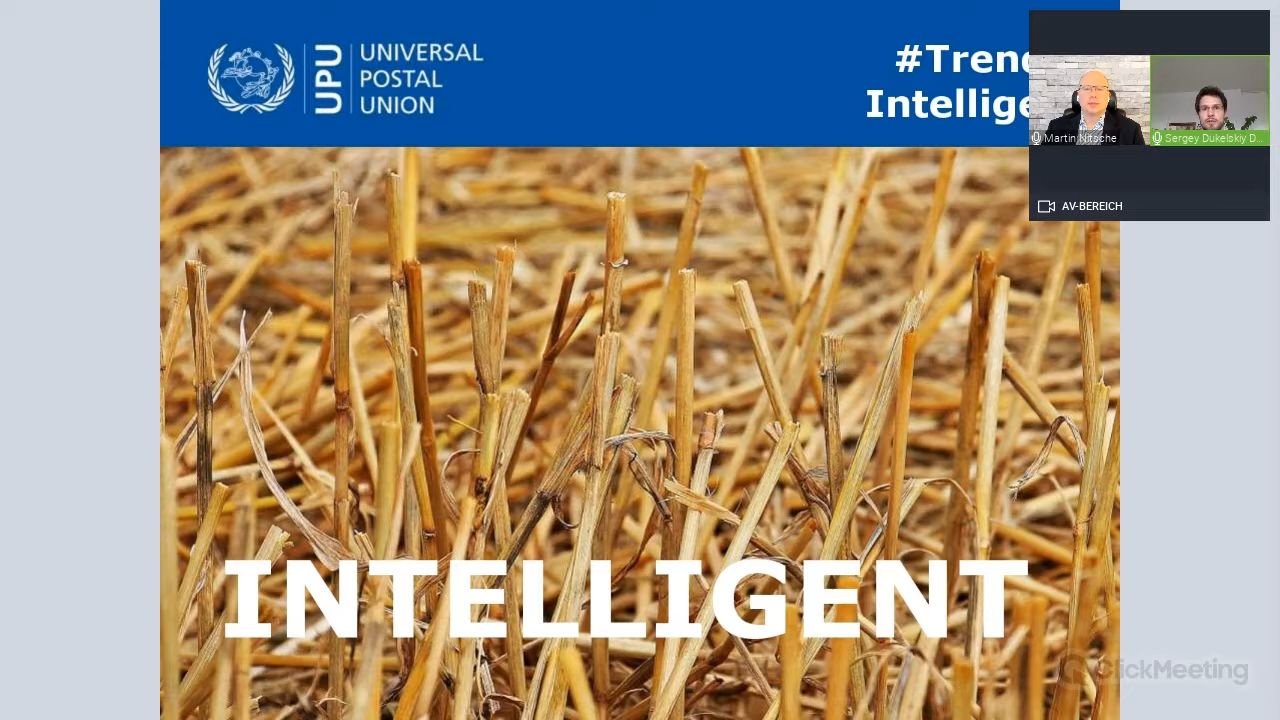 UPU
UNIVERSAL
POSTAL
UNION
#Trend
Intellige
Martin Nitsche
Sergey Dukelskiy D...
AV-BEREICH
INTELLIGENT
ClickMeeting